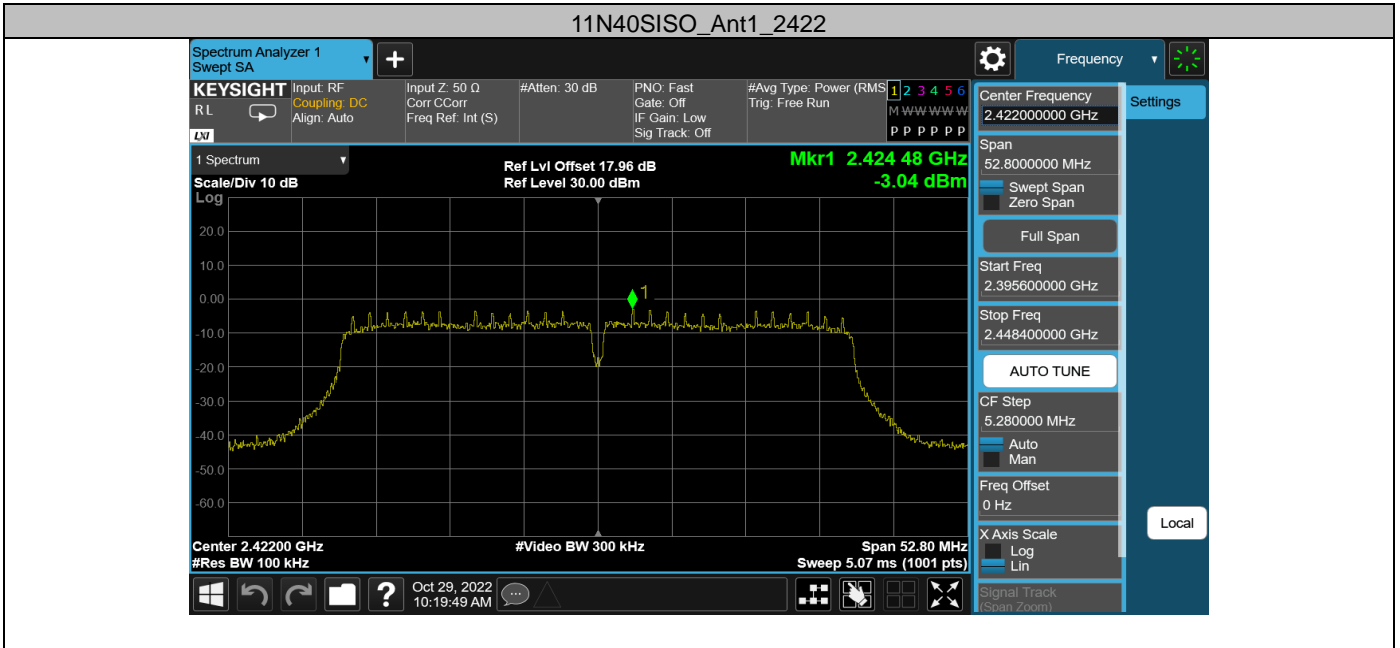 11N40SISO_Ant1_2422
Spectrum Analyzer 1
Swept SA
Frequency
KEYSIGHT
RL
LXI
Input: RF
Coupling: DC
Align: Auto
Input Z: 50 Ω
Corr CCorr
Freq Ref: Int (S)
#Atten: 30 dB
PNO: Fast
Gate: Off
IF Gain: Low
Sig Track: Off
#Avg Type: Power (RMS
Trig: Free Run
1 2 3 4 5 6
M W W W W W
P P P P P P
1 Spectrum
Scale/Div 10 dB
Log
Ref Lvl Offset 17.96 dB
Ref Level 30.00 dBm
Mkr1 2.424 48 GHz
-3.04 dBm
20.0
10.0
0.00
-10.0
-20.0
-30.0
-40.0
-50.0
-60.0
1
Center 2.42200 GHz
#Res BW 100 kHz
#Video BW 300 kHz
Span 52.80 MHz
Sweep 5.07 ms (1001 pts)
Center Frequency
2.422000000 GHz
Span
52.8000000 MHz
Swept Span
Zero Span
Full Span
Start Freq
2.395600000 GHz
Stop Freq
2.448400000 GHz
AUTO TUNE
CF Step
5.280000 MHz
Auto
Man
Freq Offset
0 Hz
X Axis Scale
Log
Lin
Signal Track
(Span Zoom)
Settings
Local
?
Oct 29, 2022
10:19:49 AM